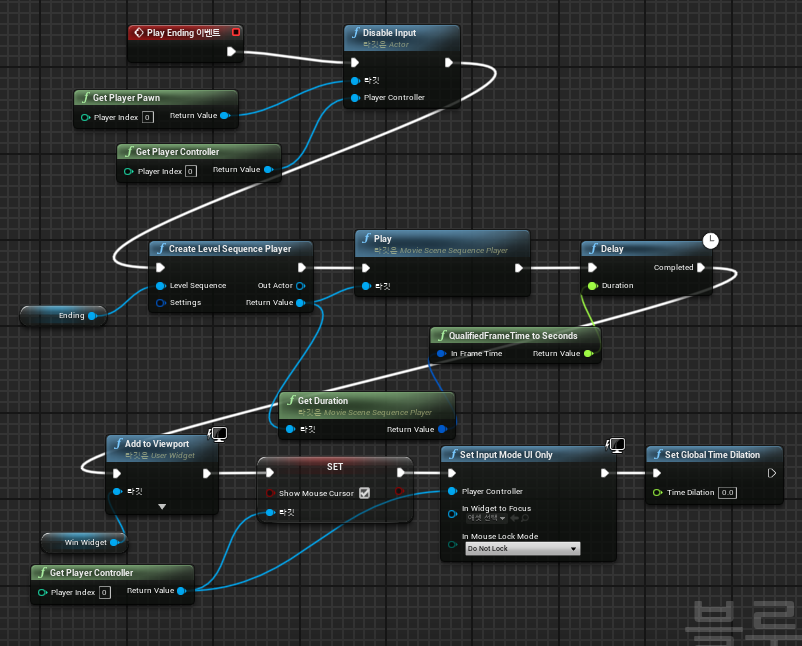 Play Ending 이벤트
Disable Input
타깃은 Actor
타깃
Player Controller
Get Player Pawn
Player Index 0
Return Value
Get Player Controller
Player Index 0
Return Value
Create Level Sequence Player
Level Sequence
Out Actor
Settings
Return Value
Play
타깃은 Movie Scene Sequence Player
타깃
Delay
Completed
Duration
Ending
QualifiedFrameTime to Seconds
In Frame Time
Return Value
Get Duration
타깃은 Movie Scene Sequence Player
타깃
Return Value
Add to Viewport
타깃은 User Widget
타깃
SET
Show Mouse Cursor
타깃
Set Input Mode UI Only
Player Controller
In Widget to Focus
에셋 선택
In Mouse Lock Mode
Do Not Lock
Set Global Time Dilation
Time Dilation 0.0
Win Widget
Get Player Controller
Player Index 0
Return Value
블루